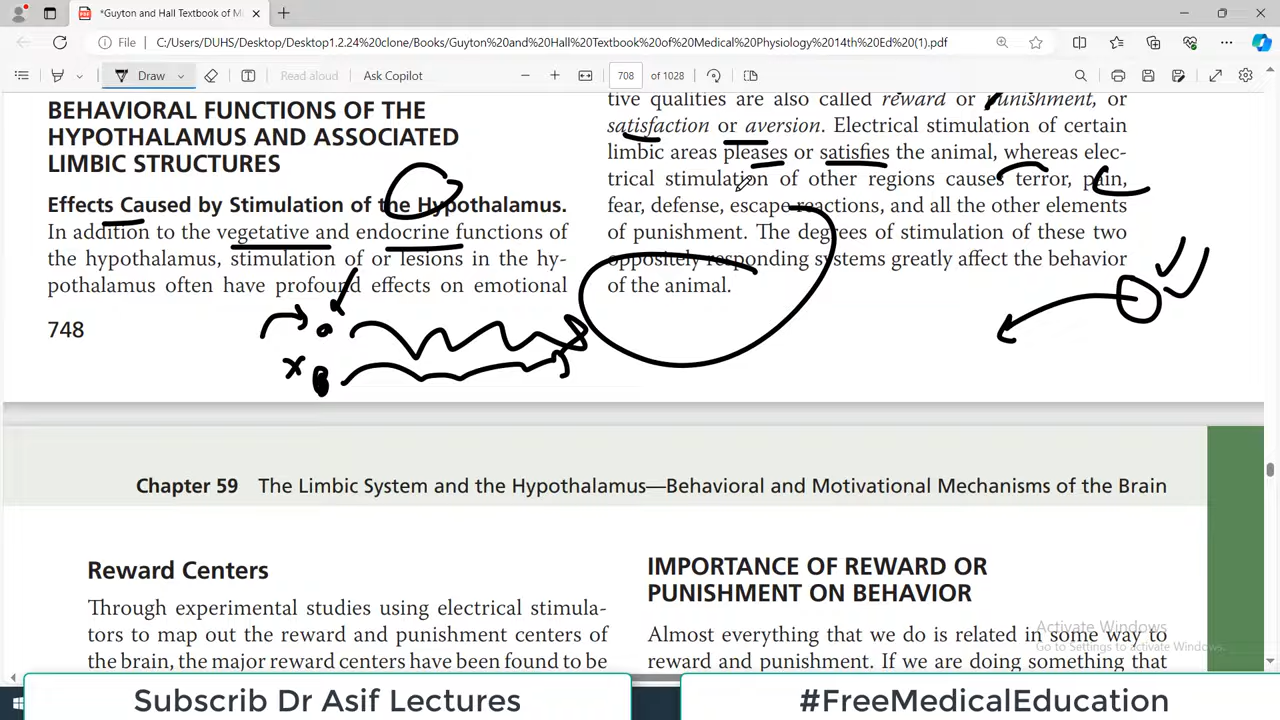 *Guyton and Hall Textbook of M
File
C:/Users/DUHS/Desktop/Desktop1.2.24%20clone/Books/Guyton%20and%20Hall%20Textbook%20of%20Medical%20Physiology%2014th%20Ed%20(1).pdf
Draw
Read aloud
Ask Copilot
708 of 1028
BEHAVIORAL FUNCTIONS OF THE
HYPOTHALAMUS AND ASSOCIATED
LIMBIC STRUCTURES
Effects Caused by Stimulation of the Hypothalamus.
In addition to the vegetative and endocrine functions of
the hypothalamus, stimulation of or lesions in the hy-
pothalamus often have profound effects on emotional
748
tive qualities are also called reward or punishment, or
satisfaction or aversion. Electrical stimulation of certain
limbic areas pleases or satisfies the animal, whereas elec-
trical stimulation of other regions causes terror, pain,
fear, defense, escape reactions, and all the other elements
of punishment. The degrees of stimulation of these two
oppositely responding systems greatly affect the behavior
of the animal.
Chapter 59 The Limbic System and the Hypothalamus—Behavioral and Motivational Mechanisms of the Brain
Reward Centers
Through experimental studies using electrical stimula-
tors to map out the reward and punishment centers of
the brain, the major reward centers have been found to be
IMPORTANCE OF REWARD OR
PUNISHMENT ON BEHAVIOR
Almost everything that we do is related in some way to
reward and punishment. If we are doing something that
Activate Windows
Go to Settings to activate Windows.
Subscrib Dr Asif Lectures
#FreeMedicalEducation